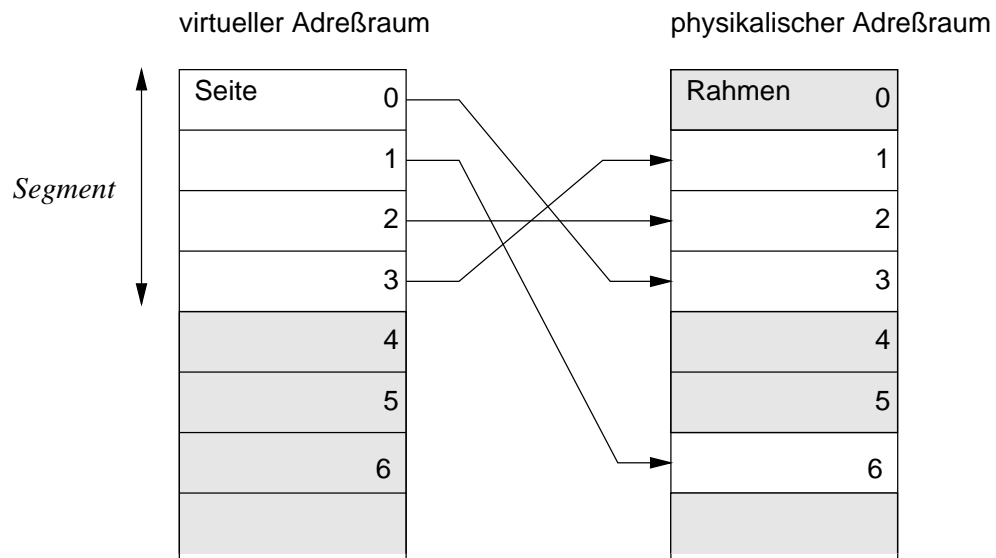 virtueller Adreßraum
physikalischer Adreßraum
Segment
Seite 0
1
2
3
4
5
6
Rahmen 0
1
2
3
4
5
6